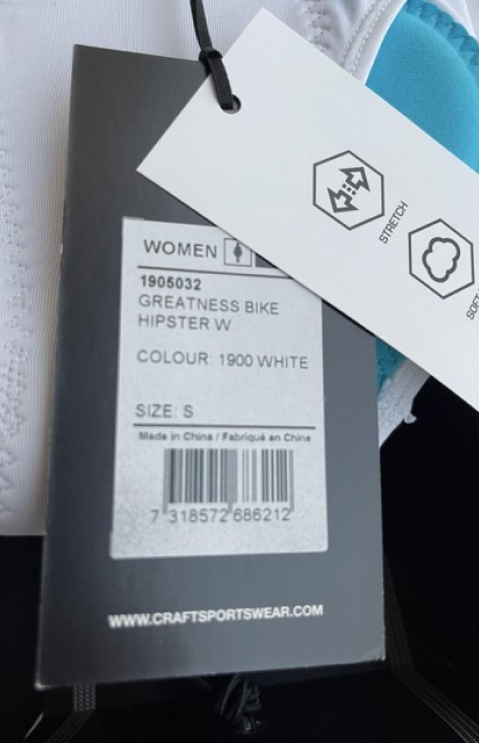 STRETCH
WOMEN
1905032
GREATNESS BIKE
HIPSTER W
COLOUR: 1900 WHITE
SIZE: S
Made in China / Fabriqué en Chine
7 318572 686212
WWW.CRAFTSPORTSWEAR.COM